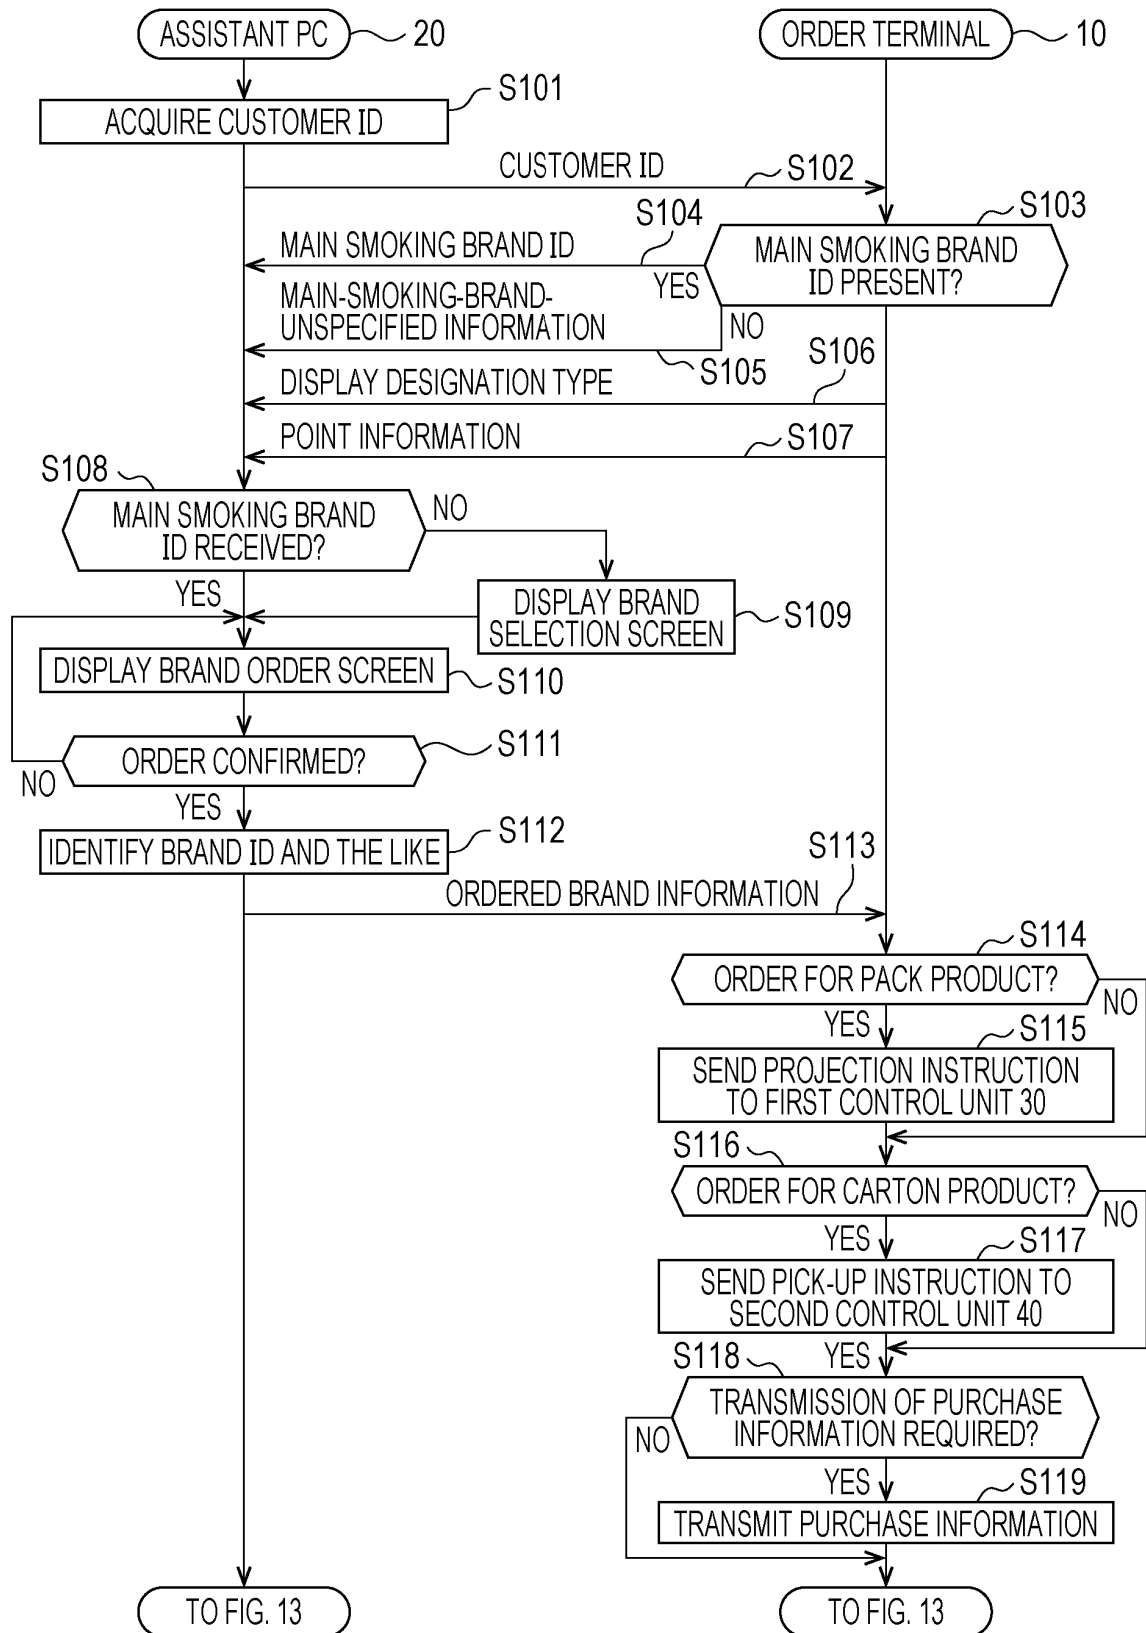 ASSISTANT PC
20
ORDER TERMINAL
10
S101
ACQUIRE CUSTOMER ID
CUSTOMER ID
S102
S103
S104
MAIN SMOKING BRAND
ID PRESENT?
MAIN SMOKING BRAND ID
YES
MAIN-SMOKING-BRAND-
UNSPECIFIED INFORMATION
NO
S105
S106
DISPLAY DESIGNATION TYPE
POINT INFORMATION
S107
S108
MAIN SMOKING BRAND
ID RECEIVED?
NO
YES
DISPLAY BRAND
SELECTION SCREEN
S109
DISPLAY BRAND ORDER SCREEN
S110
ORDER CONFIRMED?
S111
NO
YES
IDENTIFY BRAND ID AND THE LIKE
S112
S113
ORDERED BRAND INFORMATION
S114
ORDER FOR PACK PRODUCT?
NO
YES
S115
SEND PROJECTION INSTRUCTION
TO FIRST CONTROL UNIT 30
S116
ORDER FOR CARTON PRODUCT?
NO
YES
S117
SEND PICK-UP INSTRUCTION TO
SECOND CONTROL UNIT 40
S118
YES
TRANSMISSION OF PURCHASE
INFORMATION REQUIRED?
NO
YES
S119
TRANSMIT PURCHASE INFORMATION
TO FIG. 13
TO FIG. 13